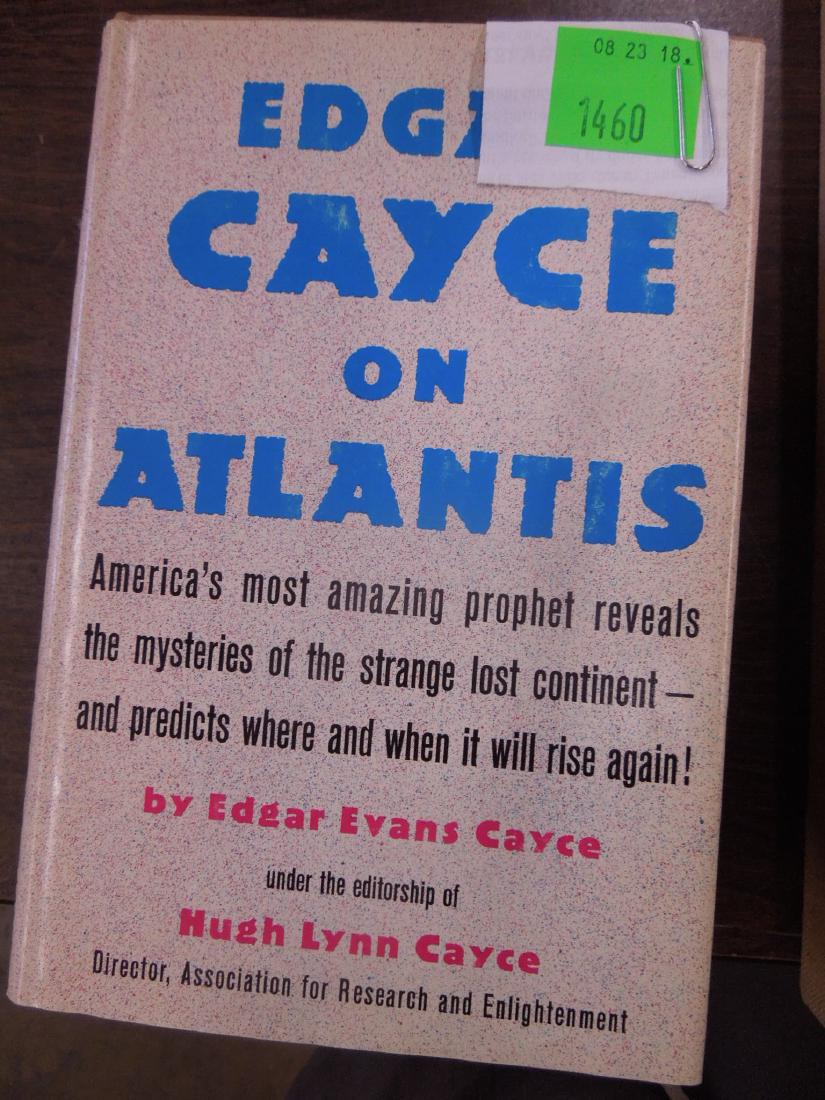 08 23 18.
1460
EDGA
CAYCE
ON
ATLANTIS
America's most amazing prophet reveals
the mysteries of the strange lost continent —
and predicts where and when it will rise again!
by Edgar Evans Cayce
under the editorship of
Hugh Lynn Cayce
Director, Association for Research and Enlightenment